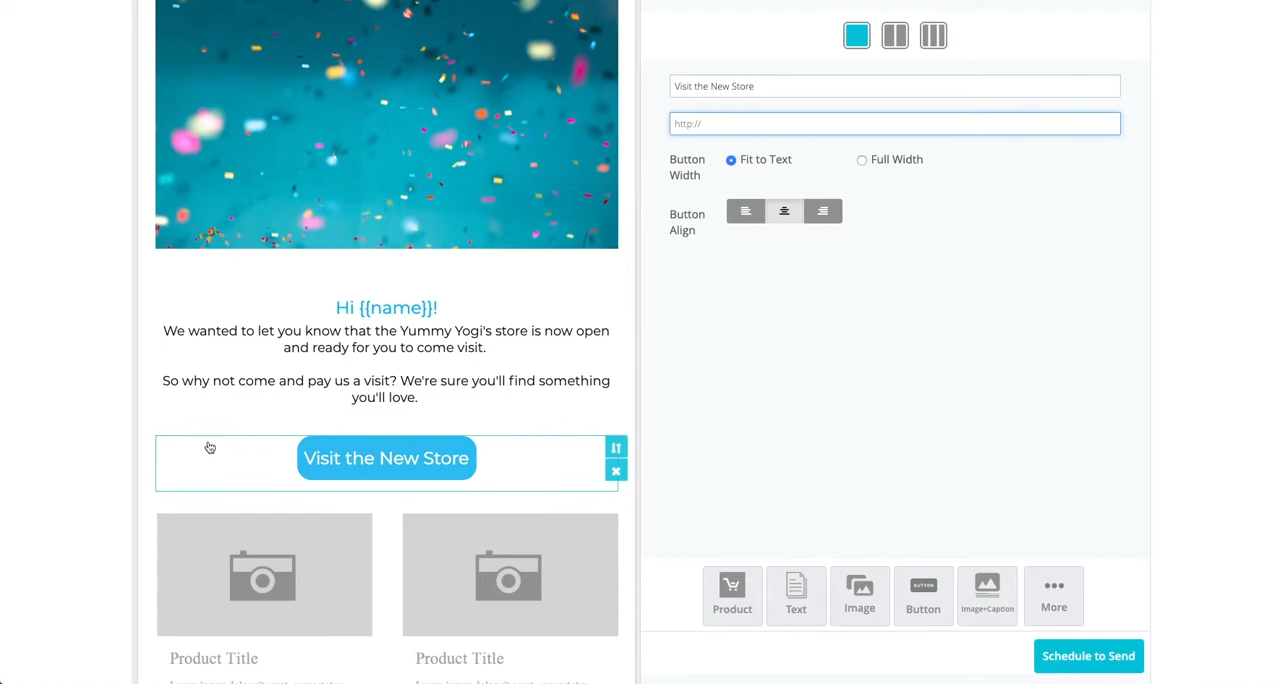 Hi {{name}}!
We wanted to let you know that the Yummy Yogi's store is now open
and ready for you to come visit.
So why not come and pay us a visit? We're sure you'll find something
you'll love.
Visit the New Store
Product Title
Product Title
Visit the New Store
http://
Button
Width
Fit to Text
Full Width
Button
Align
Product
Text
Image
BUTTON
Button
Image+Caption
More
Schedule to Send